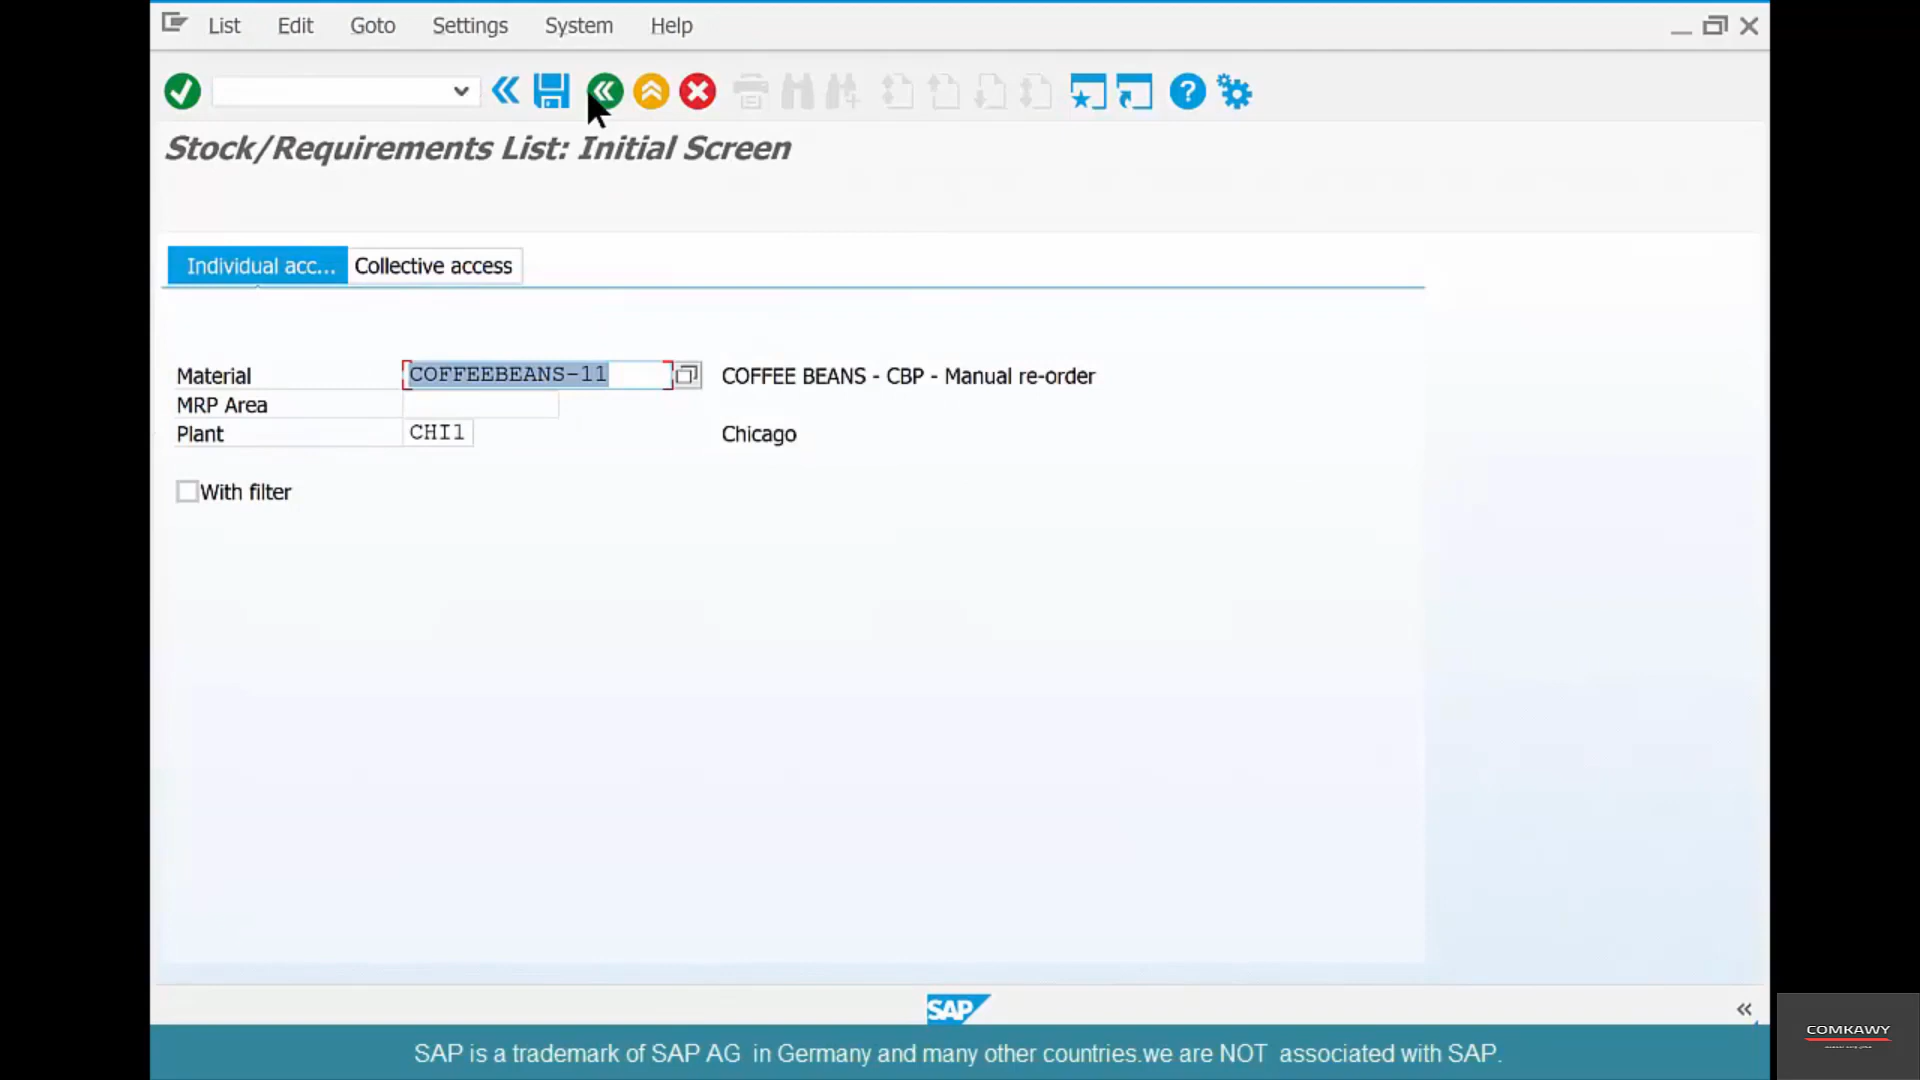 List Edit Goto Settings System Help
Stock/Requirements List: Initial Screen
Individual acc... Collective access
Material COFFEEBEANS-11 COFFEE BEANS - CBP - Manual re-order
MRP Area
Plant CHI1 Chicago
With filter
SAP
SAP is a trademark of SAP AG in Germany and many other countries.we are NOT associated with SAP.
COMKAWY